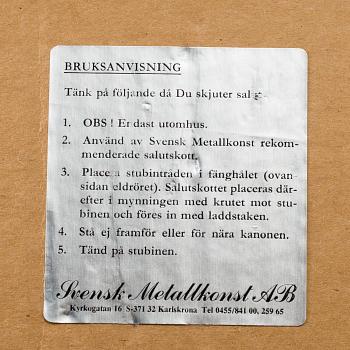 BRUKSANVISNING
Tänk på följande då Du skjuter
1. OBS! Endast utomhus.
2. Använd av Svensk Metallkonst rekom-
menderade salutskott.
3. Placera stubintråden i fänghålet (ovan-
sidan eldröret). Salutskottet placeras där-
efter i mynningen med krutet mot stu-
binen och föres in med laddstaken.
4. Stå ej framför eller för nära kanonen.
5. Tänd på stubinen.
Svensk Metallkonst AB
Kyrkogatan 16 S-371 32 Karlskrona Tel 0455/841 00, 259 65